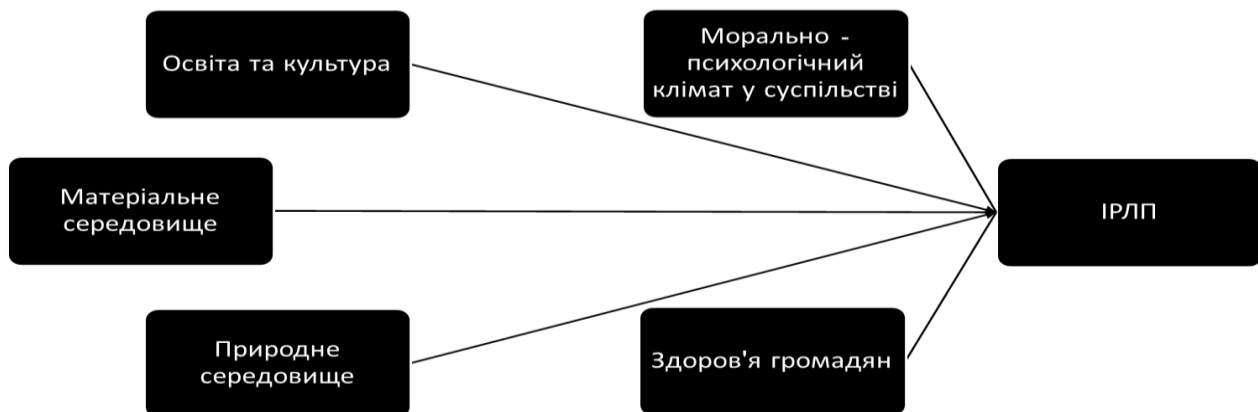 Освіта та культура
Морально -
психологічний
клімат у суспільстві
Матеріальне
середовище
ІРЛП
Природне
середовище
Здоров'я громадян